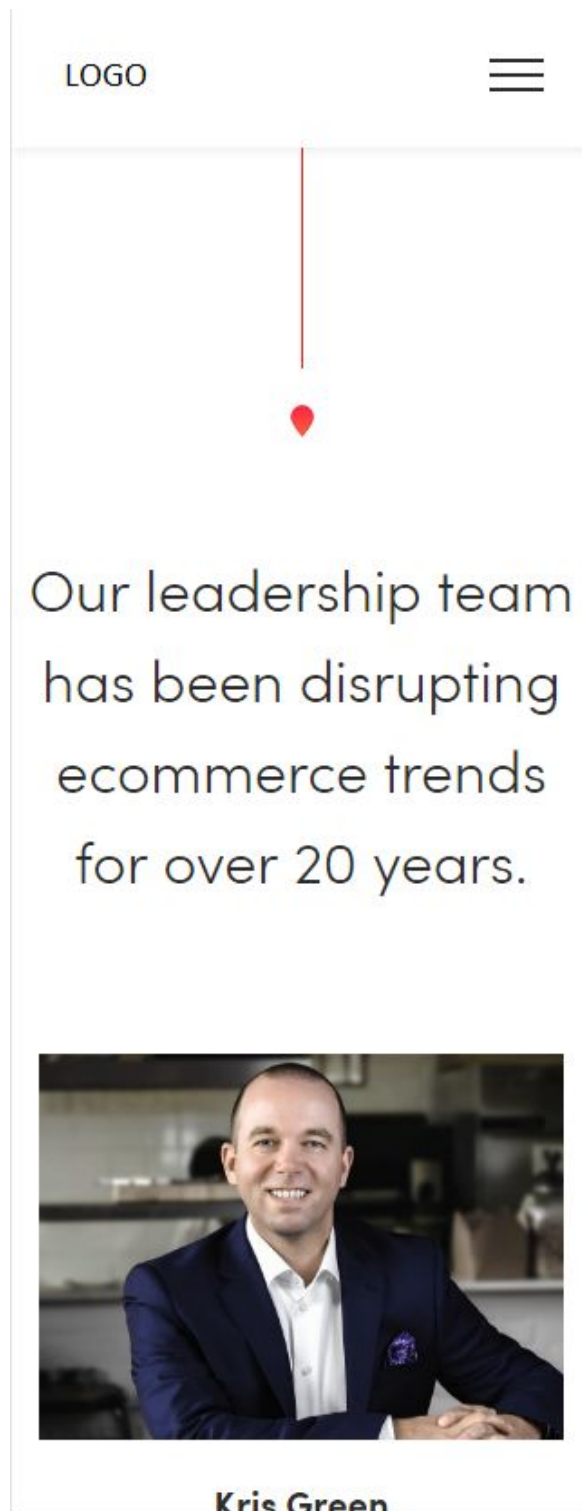 LOGO
Our leadership team
has been disrupting
ecommerce trends
for over 20 years.
Kris Green